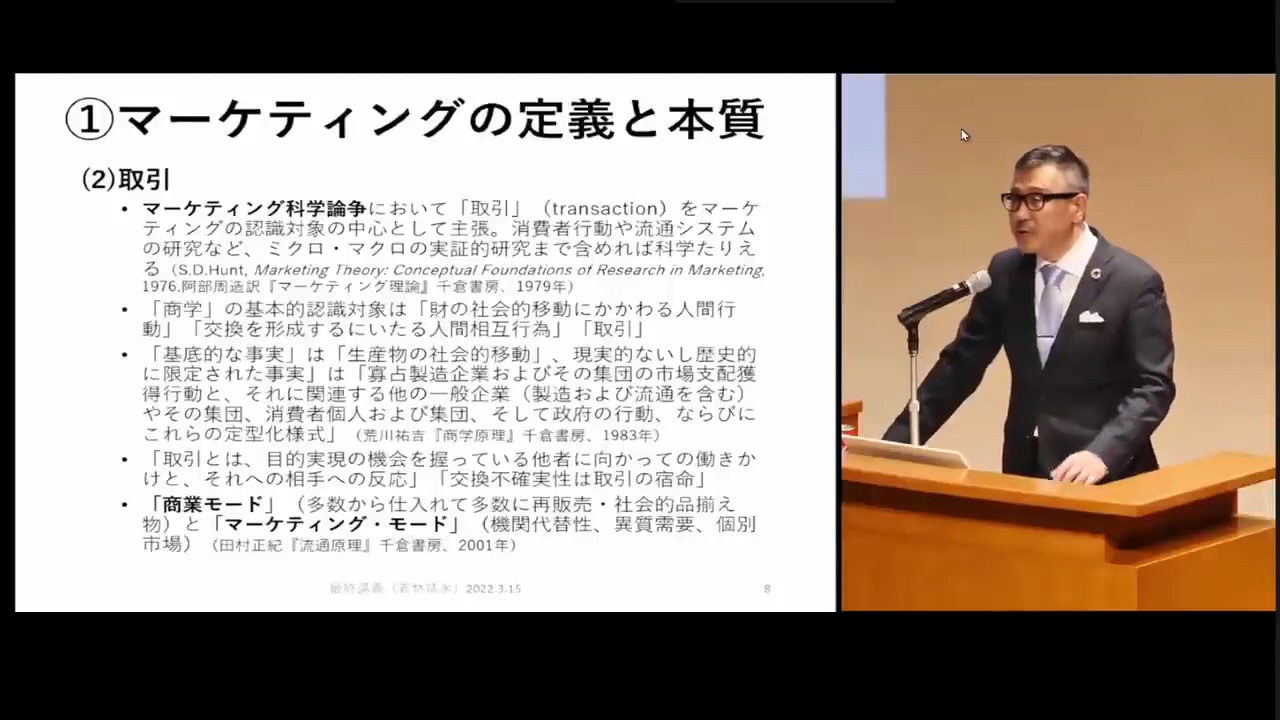 ①マーケティングの定義と本質
(2)取引
• マーケティング科学論争において「取引」（transaction）をマーケ
ティングの認識対象の中心として主張。消費者行動や流通システム
の研究など、ミクロ・マクロの実証的研究まで含めれば科学たりえ
る（S.D.Hunt, Marketing Theory: Conceptual Foundations of Research in Marketing,
1976.阿部周造訳『マーケティング理論』千倉書房、1979年）
• 「商学」の基本的認識対象は「財の社会的移動にかかわる人間行
動」「交換を形成するにいたる人間相互行為」「取引」
• 「基底的な事実」は「生産物の社会的移動」、現実的ないし歴史的
に限定された事実」は「寡占製造企業およびその集団の市場支配獲
得行動と、それに関連する他の一般企業（製造および流通を含む）
やその集団、消費者個人および集団、そして政府の行動、ならびに
これらの定型化様式」（荒川祐吉『商学原理』千倉書房、1983年）
• 「取引とは、目的実現の機会を握っている他者に向かっての働きか
けと、それへの相手への反応」「交換不確実性は取引の宿命」
• 「商業モード」（多数から仕入れて多数に再販売・社会的品揃え
物）と「マーケティング・モード」（機関代替性、異質需要、個別
市場）（田村正紀『流通原理』千倉書房、2001年）
最終講義（若林靖永）2022.3.15
8